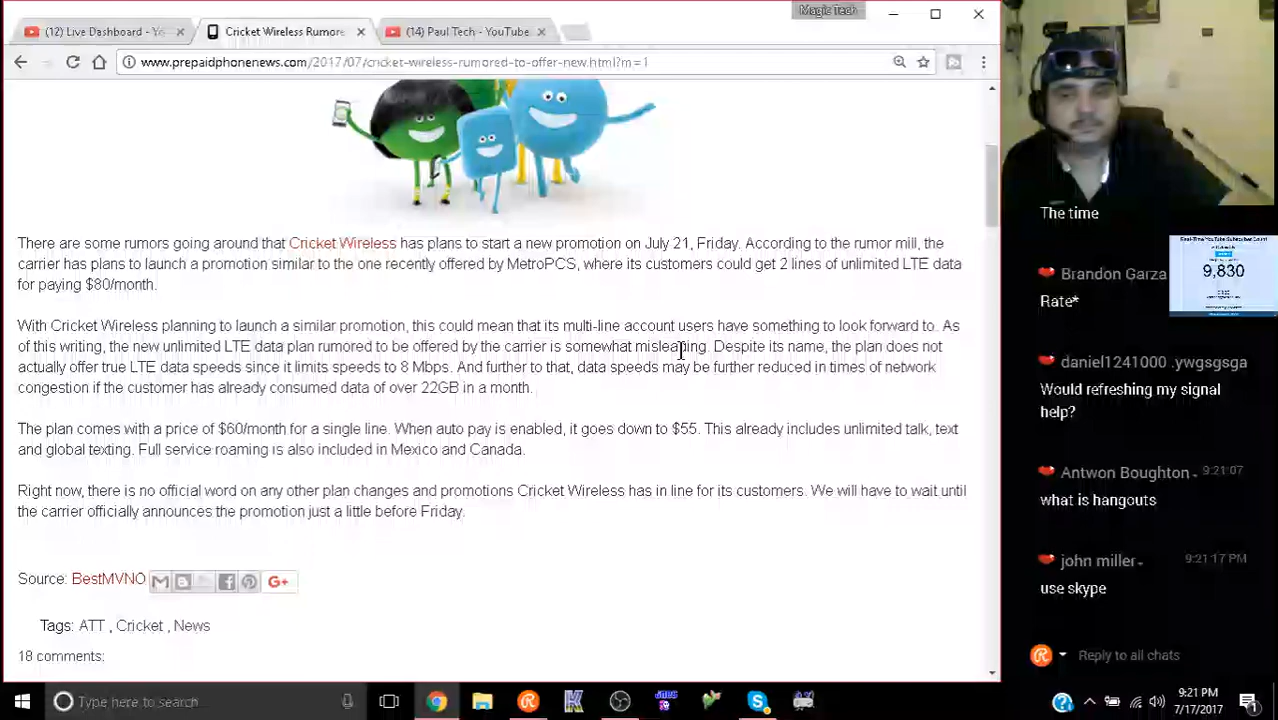 Magic Tech
(12) Live Dashboard - Yo
Cricket Wireless Rumore
(14) Paul Tech - YouTube
www.prepaidphonenews.com/2017/07/cricket-wireless-rumored-to-offer-new.html?m=1
There are some rumors going around that Cricket Wireless has plans to start a new promotion on July 21, Friday. According to the rumor mill, the
carrier has plans to launch a promotion similar to the one recently offered by MetroPCS, where its customers could get 2 lines of unlimited LTE data
for paying $80/month.
With Cricket Wireless planning to launch a similar promotion, this could mean that its multi-line account users have something to look forward to. As
of this writing, the new unlimited LTE data plan rumored to be offered by the carrier is somewhat misleading. Despite its name, the plan does not
actually offer true LTE data speeds since it limits speeds to 8 Mbps. And further to that, data speeds may be further reduced in times of network
congestion if the customer has already consumed data of over 22GB in a month.
The plan comes with a price of $60/month for a single line. When auto pay is enabled, it goes down to $55. This already includes unlimited talk, text
and global texting. Full service roaming is also included in Mexico and Canada.
Right now, there is no official word on any other plan changes and promotions Cricket Wireless has in line for its customers. We will have to wait until
the carrier officially announces the promotion just a little before Friday.
Source: BestMVNO
G+
Tags: ATT , Cricket , News
18 comments:
The time
Brandon Garza
Rate*
9,830
daniel1241000 .ywgsgsga
Would refreshing my signal
help?
Antwon Boughton 9:21:07
what is hangouts
john miller 9:21:17 PM
use skype
Reply to all chats
Type here to search
9:21 PM
7/17/2017